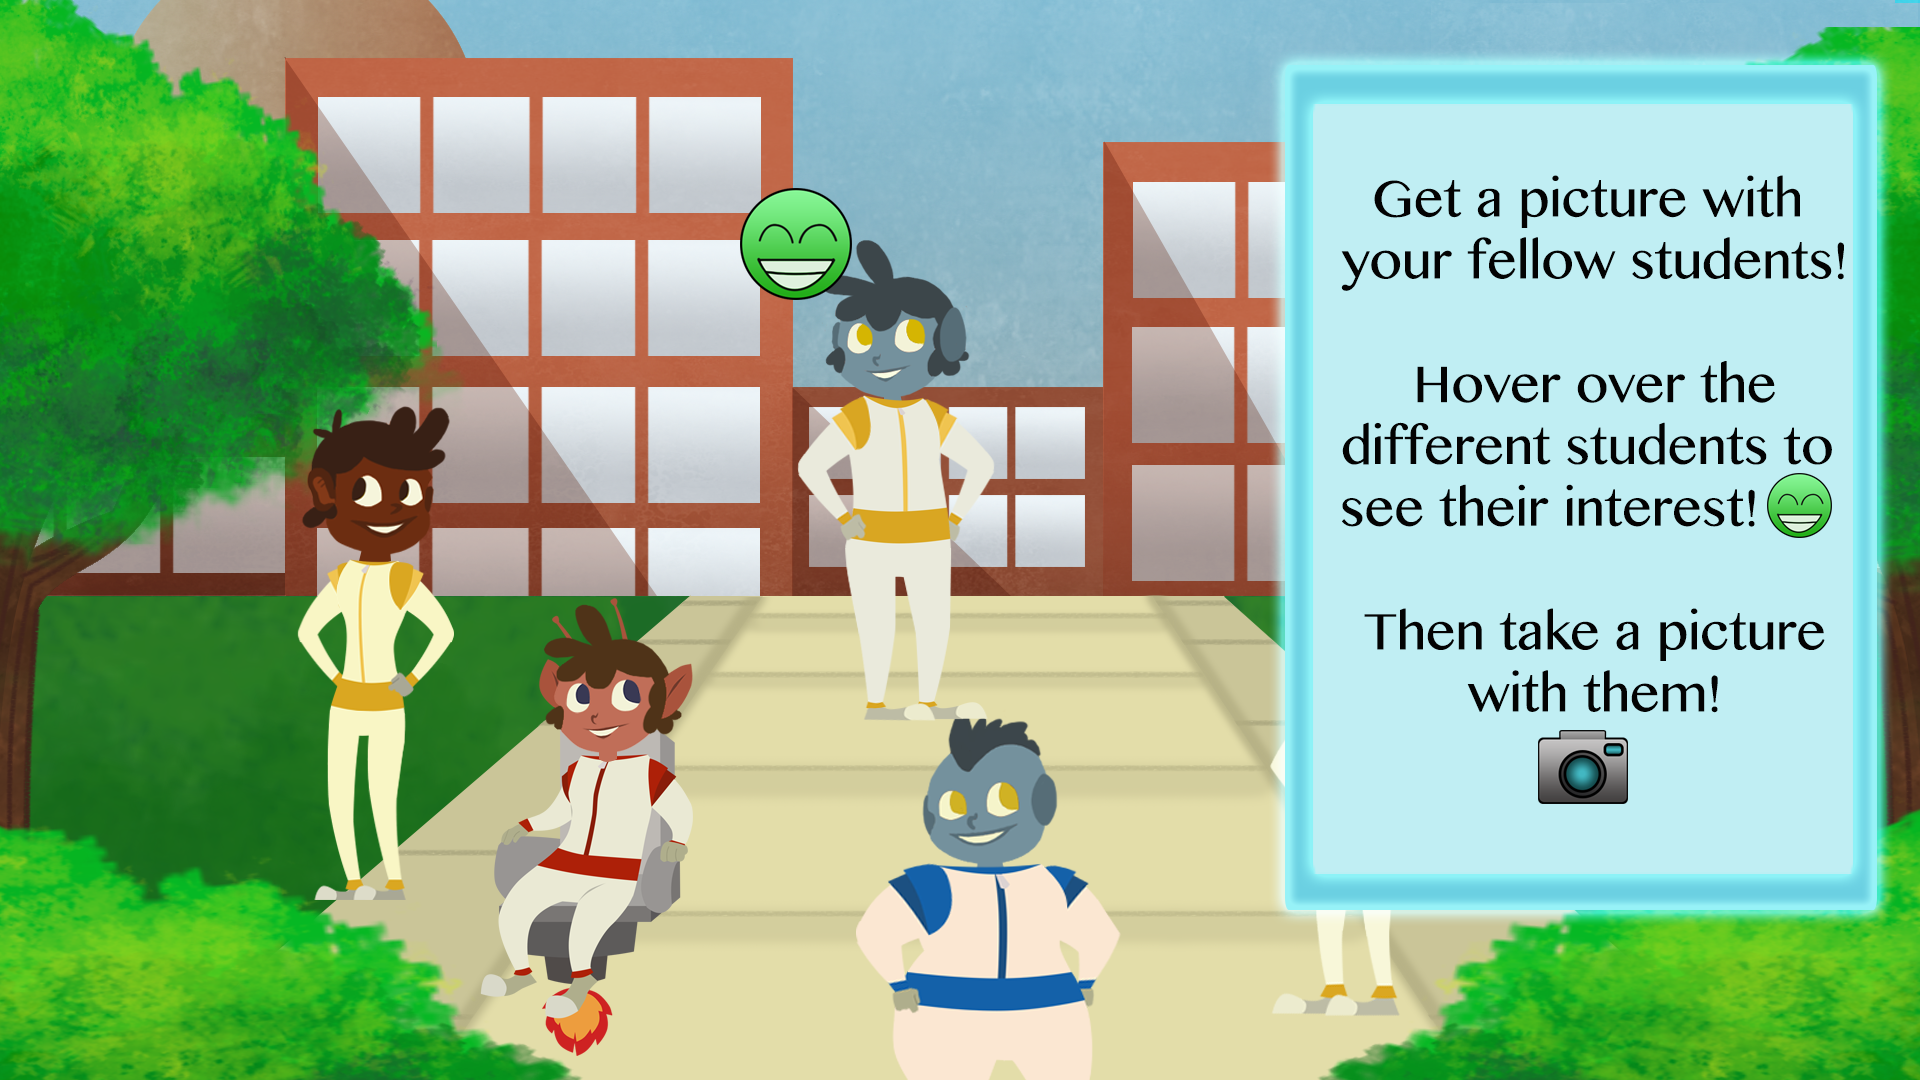 Get a picture with
your fellow students!
Hover over the
different students to
see their interest!
Then take a picture
with them!